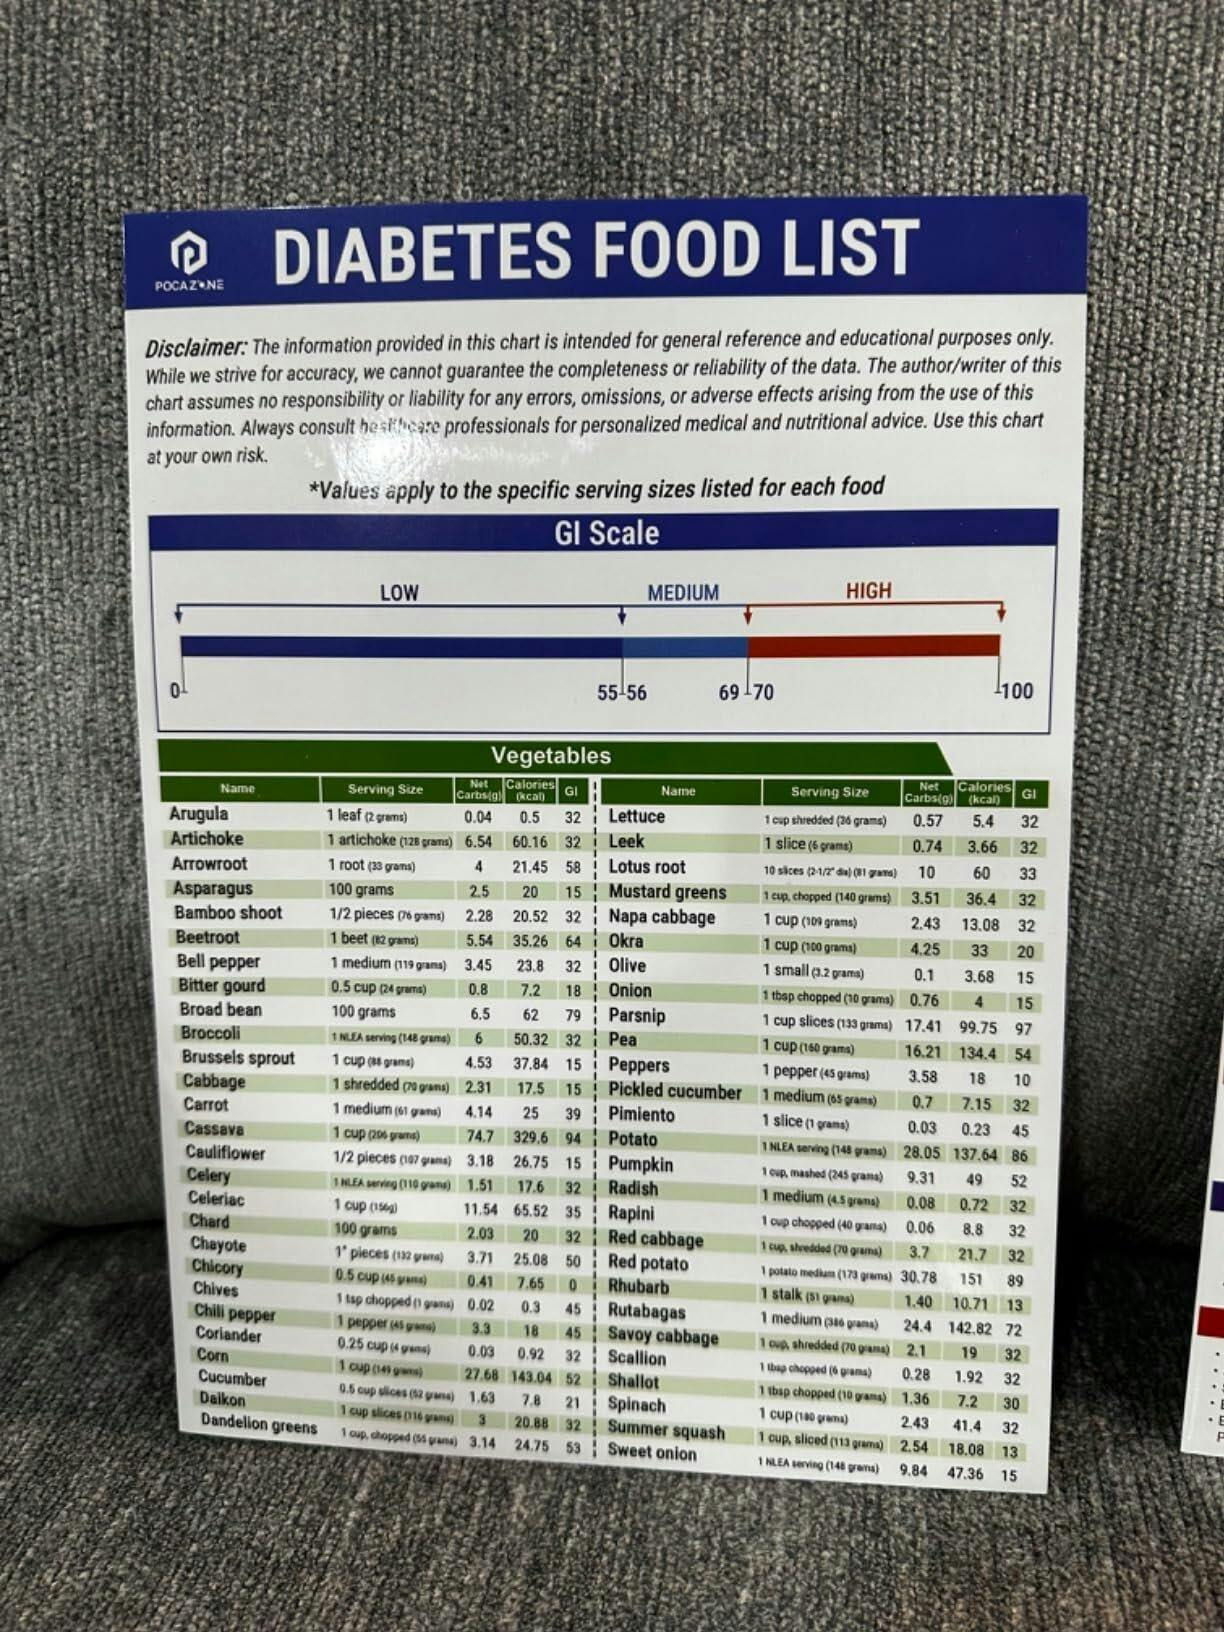 POCAZONE
DIABETES FOOD LIST
Disclaimer: The information provided in this chart is intended for general reference and educational purposes only.
While we strive for accuracy, we cannot guarantee the completeness or reliability of the data. The author/writer of this
chart assumes no responsibility or liability for any errors, omissions, or adverse effects arising from the use of this
information. Always consult healthcare professionals for personalized medical and nutritional advice. Use this chart
at your own risk.
*Values apply to the specific serving sizes listed for each food
GI Scale
LOW MEDIUM HIGH
0 55 56 69 70 100
Vegetables
Name Serving Size Net Carbs(g) Calories (kcal) GI
Arugula 1 leaf (2 grams) 0.04 0.5 32
Artichoke 1 artichoke (128 grams) 6.54 60.16 32
Arrowroot 1 root (33 grams) 4 21.45 58
Asparagus 100 grams 2.5 20 15
Bamboo shoot 1/2 pieces (76 grams) 2.28 20.52 32
Beetroot 1 beet (82 grams) 5.54 35.26 64
Bell pepper 1 medium (119 grams) 3.45 23.8 32
Bitter gourd 0.5 cup (24 grams) 0.8 7.2 18
Broad bean 100 grams 6.5 62 79
Broccoli 1 NLEA serving (148 grams) 6 50.32 32
Brussels sprout 1 cup (88 grams) 4.53 37.84 15
Cabbage 1 shredded (70 grams) 2.31 17.5 15
Carrot 1 medium (61 grams) 4.14 25 39
Cassava 1 cup (206 grams) 74.7 329.6 94
Cauliflower 1/2 pieces (107 grams) 3.18 26.75 15
Celery 1 NLEA serving (110 grams) 1.51 17.6 32
Celeriac 1 cup (156g) 11.54 65.52 35
Chard 100 grams 2.03 20 32
Chayote 1" pieces (132 grams) 3.71 25.08 50
Chicory 0.5 cup (45 grams) 0.41 7.65 0
Chives 1 tsp chopped (1 grams) 0.02 0.3 45
Chili pepper 1 pepper (45 grams) 3.3 18 45
Coriander 0.25 cup (4 grams) 0.03 0.92 32
Corn 1 cup (149 grams) 27.68 143.04 52
Cucumber 0.5 cup slices (52 grams) 1.63 7.8 21
Daikon 1 cup slices (116 grams) 3 20.88 32
Dandelion greens 1 cup, chopped (55 grams) 3.14 24.75 53
Name Serving Size Net Carbs(g) Calories (kcal) GI
Lettuce 1 cup shredded (36 grams) 0.57 5.4 32
Leek 1 slice (6 grams) 0.74 3.66 32
Lotus root 10 slices (2-1/2" dia) (81 grams) 10 60 33
Mustard greens 1 cup, chopped (140 grams) 3.51 36.4 32
Napa cabbage 1 cup (109 grams) 2.43 13.08 32
Okra 1 cup (100 grams) 4.25 33 20
Olive 1 small (3.2 grams) 0.1 3.68 15
Onion 1 tbsp chopped (10 grams) 0.76 4 15
Parsnip 1 cup slices (133 grams) 17.41 99.75 97
Pea 1 cup (160 grams) 16.21 134.4 54
Peppers 1 pepper (45 grams) 3.58 18 10
Pickled cucumber 1 medium (65 grams) 0.7 7.15 32
Pimiento 1 slice (1 grams) 0.03 0.23 45
Potato 1 NLEA serving (148 grams) 28.05 137.64 86
Pumpkin 1 cup, mashed (245 grams) 9.31 49 52
Radish 1 medium (4.5 grams) 0.08 0.72 32
Rapini 1 cup chopped (40 grams) 0.06 8.8 32
Red cabbage 1 cup, shredded (70 grams) 3.7 21.7 32
Red potato 1 potato medium (173 grams) 30.78 151 89
Rhubarb 1 stalk (51 grams) 1.40 10.71 13
Rutabagas 1 medium (386 grams) 24.4 142.82 72
Savoy cabbage 1 cup, shredded (70 grams) 2.1 19 32
Scallion 1 tbsp chopped (6 grams) 0.28 1.92 32
Shallot 1 tbsp chopped (10 grams) 1.36 7.2 30
Spinach 1 cup (180 grams) 2.43 41.4 32
Summer squash 1 cup, sliced (113 grams) 2.54 18.08 13
Sweet onion 1 NLEA serving (148 grams) 9.84 47.36 15